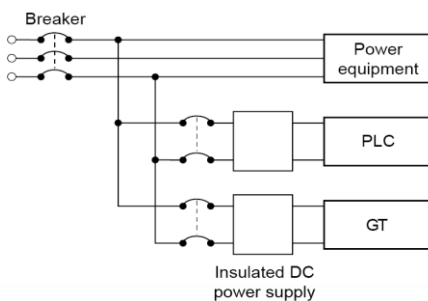 Breaker
Power
equipment
PLC
GT
Insulated DC
power supply